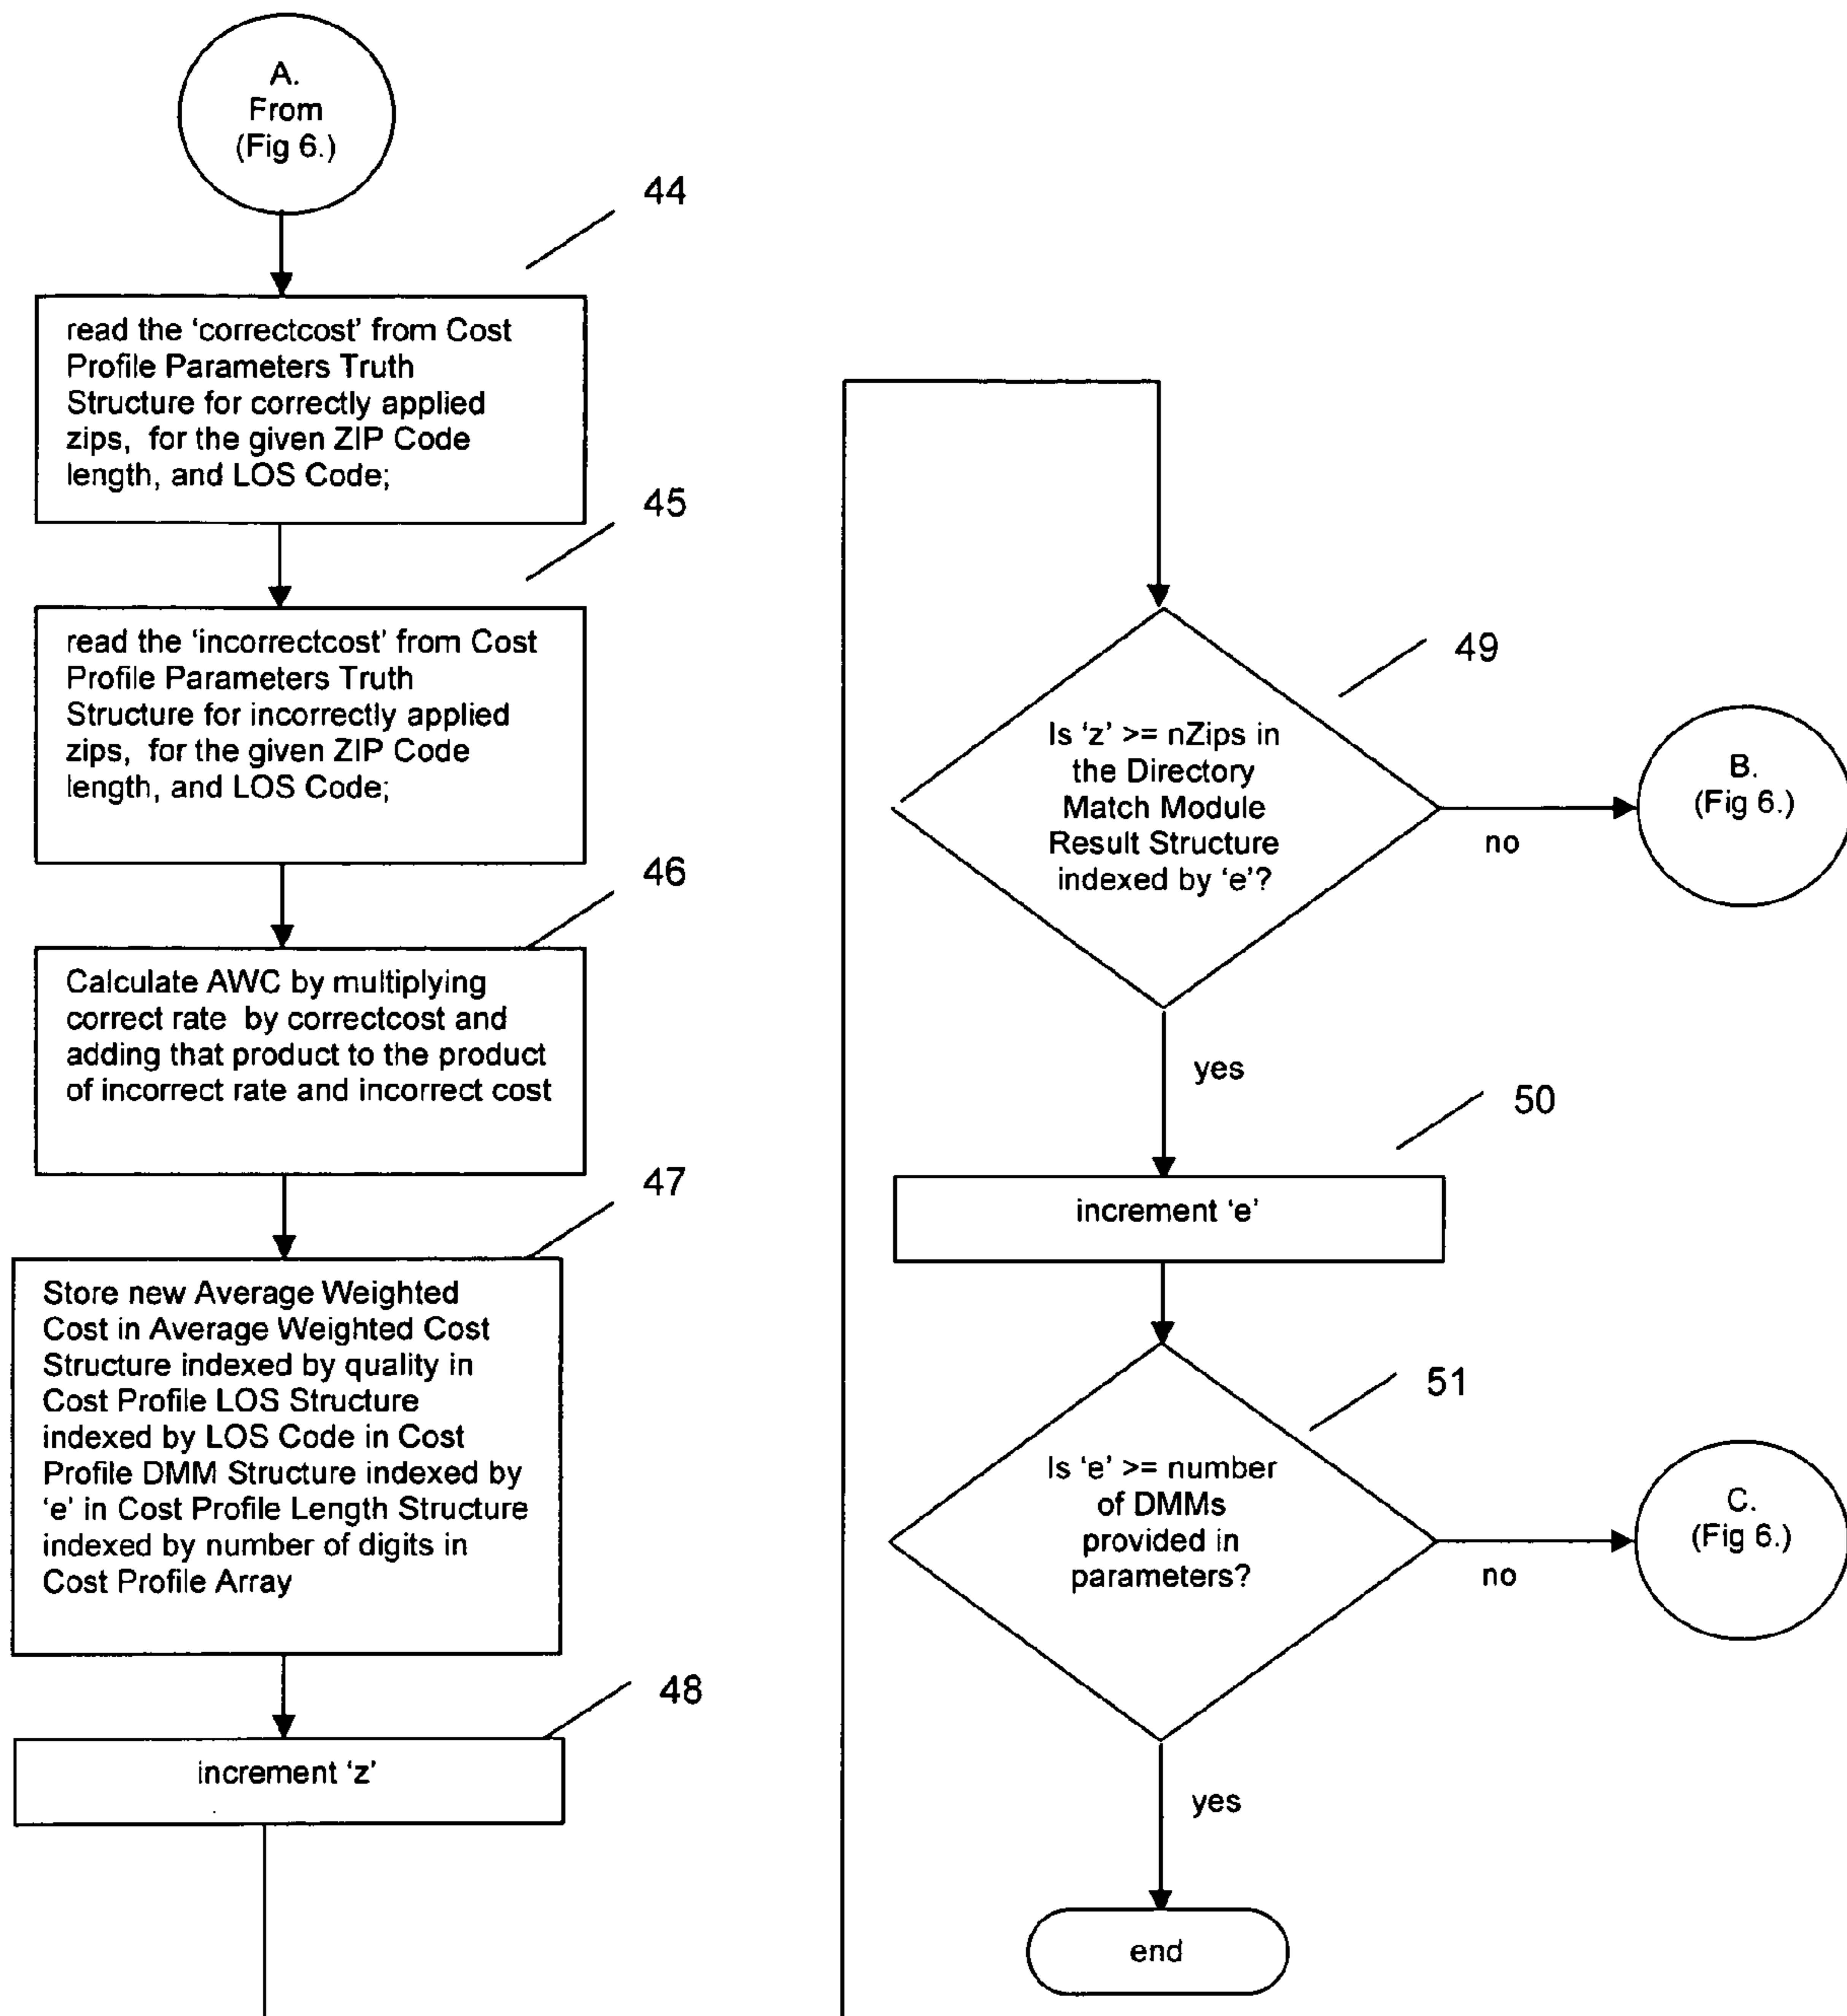 A.
From
(Fig 6.)
44
read the ‘correctcost’ from Cost
Profile Parameters Truth
Structure for correctly applied
zips, for the given ZIP Code
length, and LOS Code;
45
read the ‘incorrectcost’ from Cost
Profile Parameters Truth
Structure for incorrectly applied
zips, for the given ZIP Code
length, and LOS Code;
46
Calculate AWC by multiplying
correct rate by correctcost and
adding that product to the product
of incorrect rate and incorrect cost
47
Store new Average Weighted
Cost in Average Weighted Cost
Structure indexed by quality in
Cost Profile LOS Structure
indexed by LOS Code in Cost
Profile DMM Structure indexed by
‘e’ in Cost Profile Length Structure
indexed by number of digits in
Cost Profile Array
48
increment ‘z’
49
Is ‘z’ >= nZips in
the Directory
Match Module
Result Structure
indexed by ‘e’?
no
B.
(Fig 6.)
yes
50
increment ‘e’
51
Is ‘e’ >= number
of DMMs
provided in
parameters?
no
C.
(Fig 6.)
yes
end